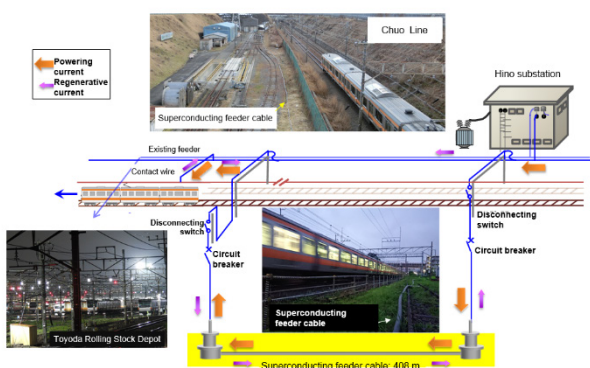 Chuo Line
Powering
current
Regenerative
current
Superconducting feeder cable
Hino substation
Existing feeder
Contact wire
Disconnecting
switch
Circuit
breaker
Disconnecting
switch
Circuit breaker
Superconducting
feeder cable
Toyoda Rolling Stock Depot
Superconducting feeder cable: 408 m